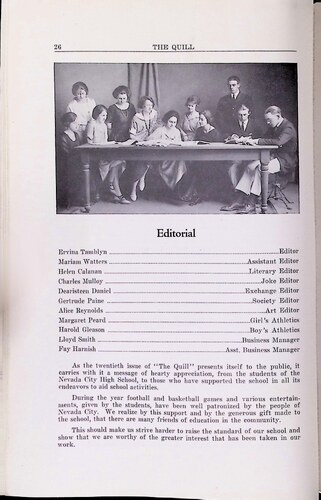 26 THE QUILL
Editorial
Ervina Tamblyn Editor
Mariam Watters Assistant Editor
Helen Calanan Literary Editor
Charles Mulloy Joke Editor
Dearisteen Daniel Exchange Editor
Gertrude Paine Society Editor
Alice Reynolds Art Editor
Margaret Peard Girl's Athletics
Harold Gleason Boy's Athletics
Lloyd Smith Business Manager
Fay Harnish Asst. Business Manager
As the twentieth issue of "The Quill" presents itself to the public, it
carries with it a message of hearty appreciation, from the students of the
Nevada City High School, to those who have supported the school in all its
endeavors to aid school activities.
During the year football and basketball games and various entertain-
ments, given by the students, have been well patronized by the people of
Nevada City. We realize by this support and by the generous gift made to
the school, that there are many friends of education in the community.
This should make us strive harder to raise the standard of our school and
show that we are worthy of the greater interest that has been taken in our
work.